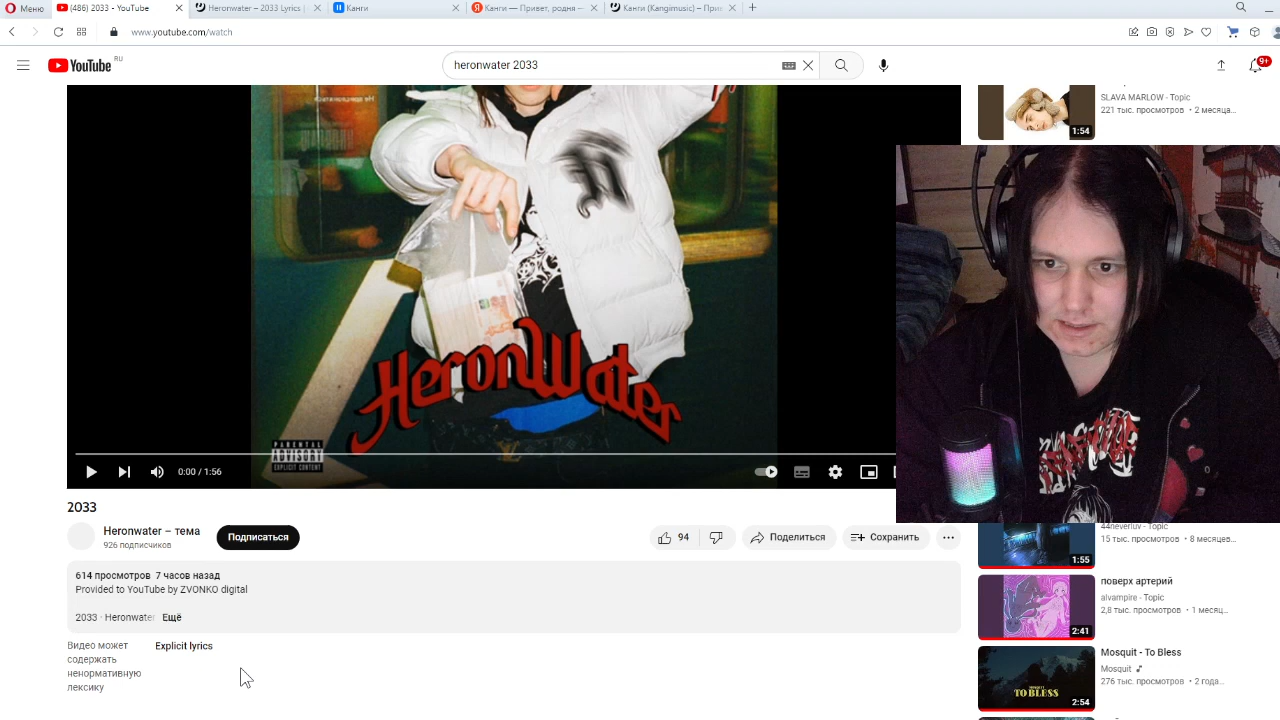 Меню
(486) 2033 - YouTube
Heronwater – 2033 Lyrics |
Канги
Канги — Привет, родня —
Канги (Kangimusic) – При
www.youtube.com/watch
YouTube RU
heronwater 2033
9+
SLAVA MARLOW - Topic
221 тыс. просмотров • 2 месяца...
1:54
HeronWater
PARENTAL
ADVISORY
EXPLICIT CONTENT
0:00 / 1:56
2033
Heronwater – тема
926 подписчиков
Подписаться
94
Поделиться
Сохранить
614 просмотров 7 часов назад
Provided to YouTube by ZVONKO digital
2033 · Heronwater
Ещё
Видео может
содержать
ненормативную
лексику
Explicit lyrics
44neverluv - Topic
15 тыс. просмотров • 8 месяцев...
1:55
поверх артерий
alvampire - Topic
2,8 тыс. просмотров • 1 месяц...
2:41
Mosquit - To Bless
Mosquit
276 тыс. просмотров • 2 года...
TO BLESS
2:54